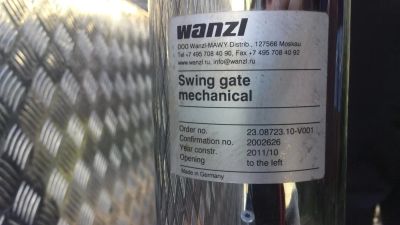 wanzl
OOO Wanzl-MAWY-Distrib., 127566 Moskau
Tel +7 495 708 40 90, Fax +7 495 708 40 92
www.wanzl.ru, info@wanzl.ru
Swing gate
mechanical
Order no. 23.08723.10-V001
Confirmation no. 2002626
Year constr. 2011/10
Opening to the left
Made in Germany